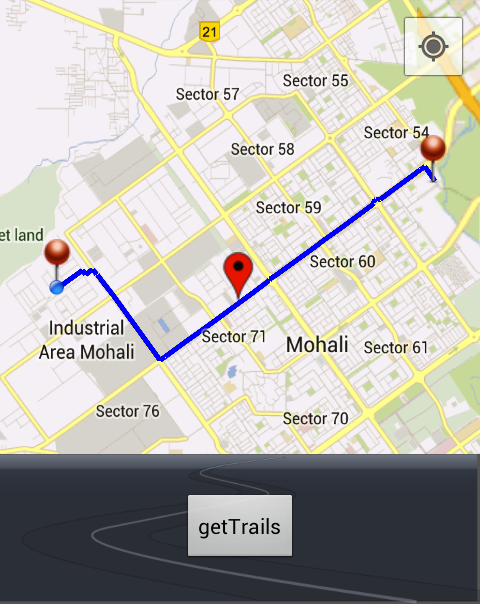 21
Sector 55
Sector 57
Sector 54
Sector 58
Sector 59
et land
Sector 60
Industrial
Area Mohali
Sector 71
Mohali
Sector 61
Sector 76
Sector 70
getTrails